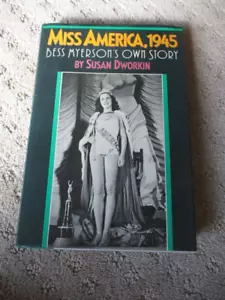 MISS AMERICA, 1945
BESS MYERSON'S OWN STORY
BY SUSAN DWORKIN